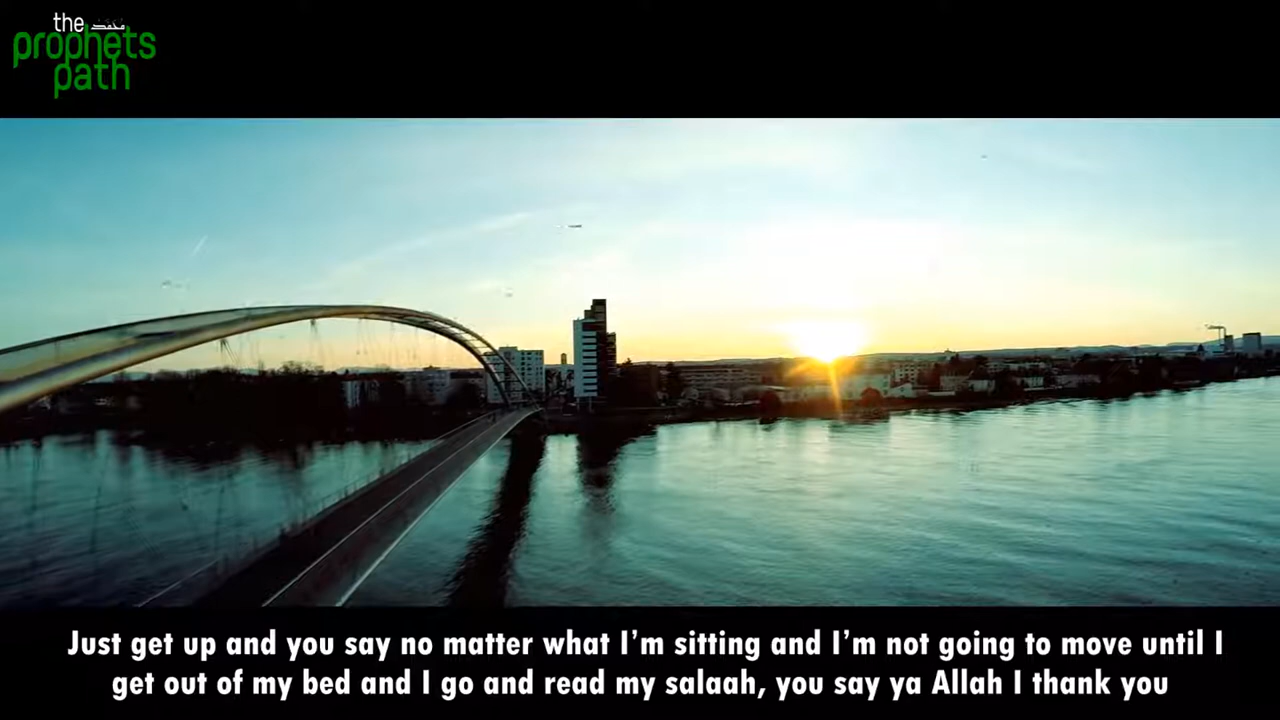 the محمد
prophets
path
Just get up and you say no matter what I'm sitting and I'm not going to move until I
get out of my bed and I go and read my salaah, you say ya Allah I thank you